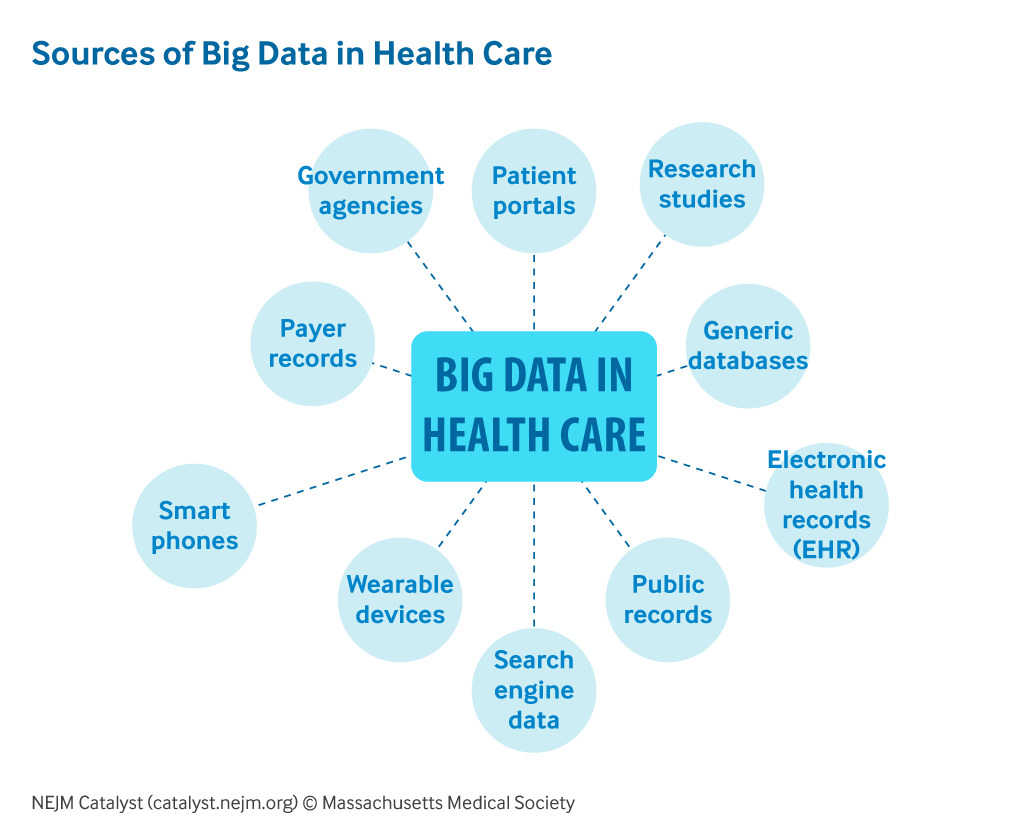 Sources of Big Data in Health Care
Government
agencies
Patient
portals
Research
studies
Payer
records
Generic
databases
BIG DATA IN
HEALTH CARE
Smart
phones
Electronic
health
records
(EHR)
Wearable
devices
Public
records
Search
engine
data
NEJM Catalyst (catalyst.nejm.org) © Massachusetts Medical Society